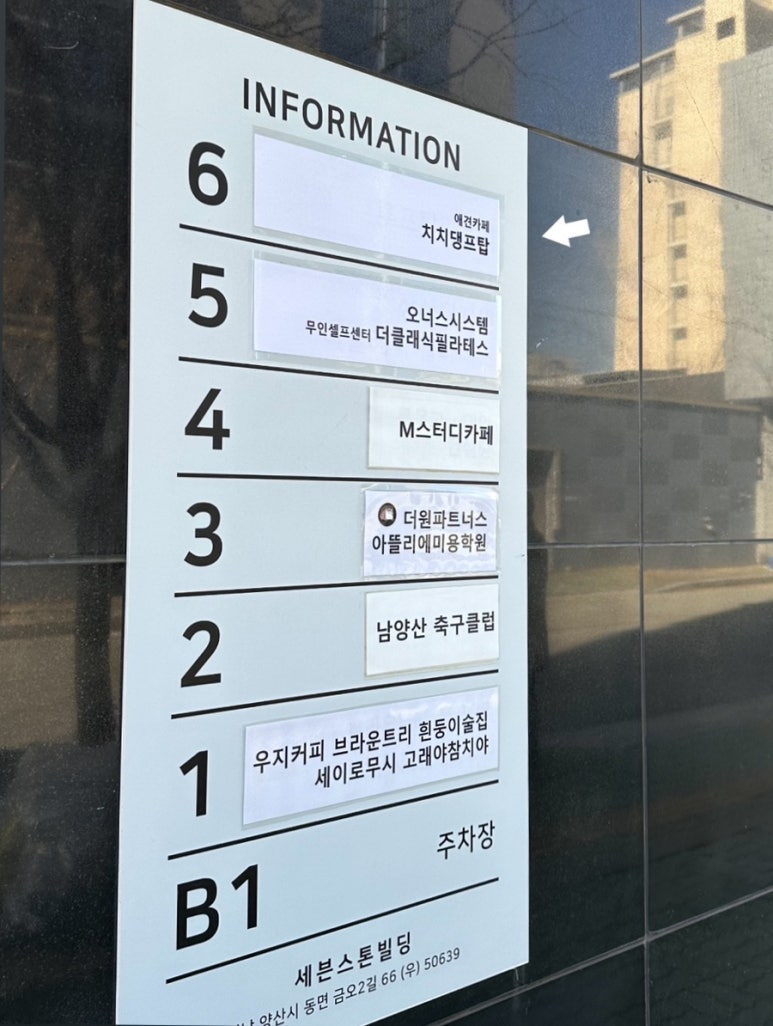 INFORMATION
6
애견카페
치치댕프탑
5
오너스시스템
무인셀프센터 더클래식필라테스
4
M스터디카페
3
더원파트너스
아뜰리에미용학원
2
남양산 축구클럽
1
우지커피 브라운트리 흰둥이술집
세이로무시 고래야참치야
B1
주차장
세븐스톤빌딩
양산시 동면 금오2길 66 (우) 50639